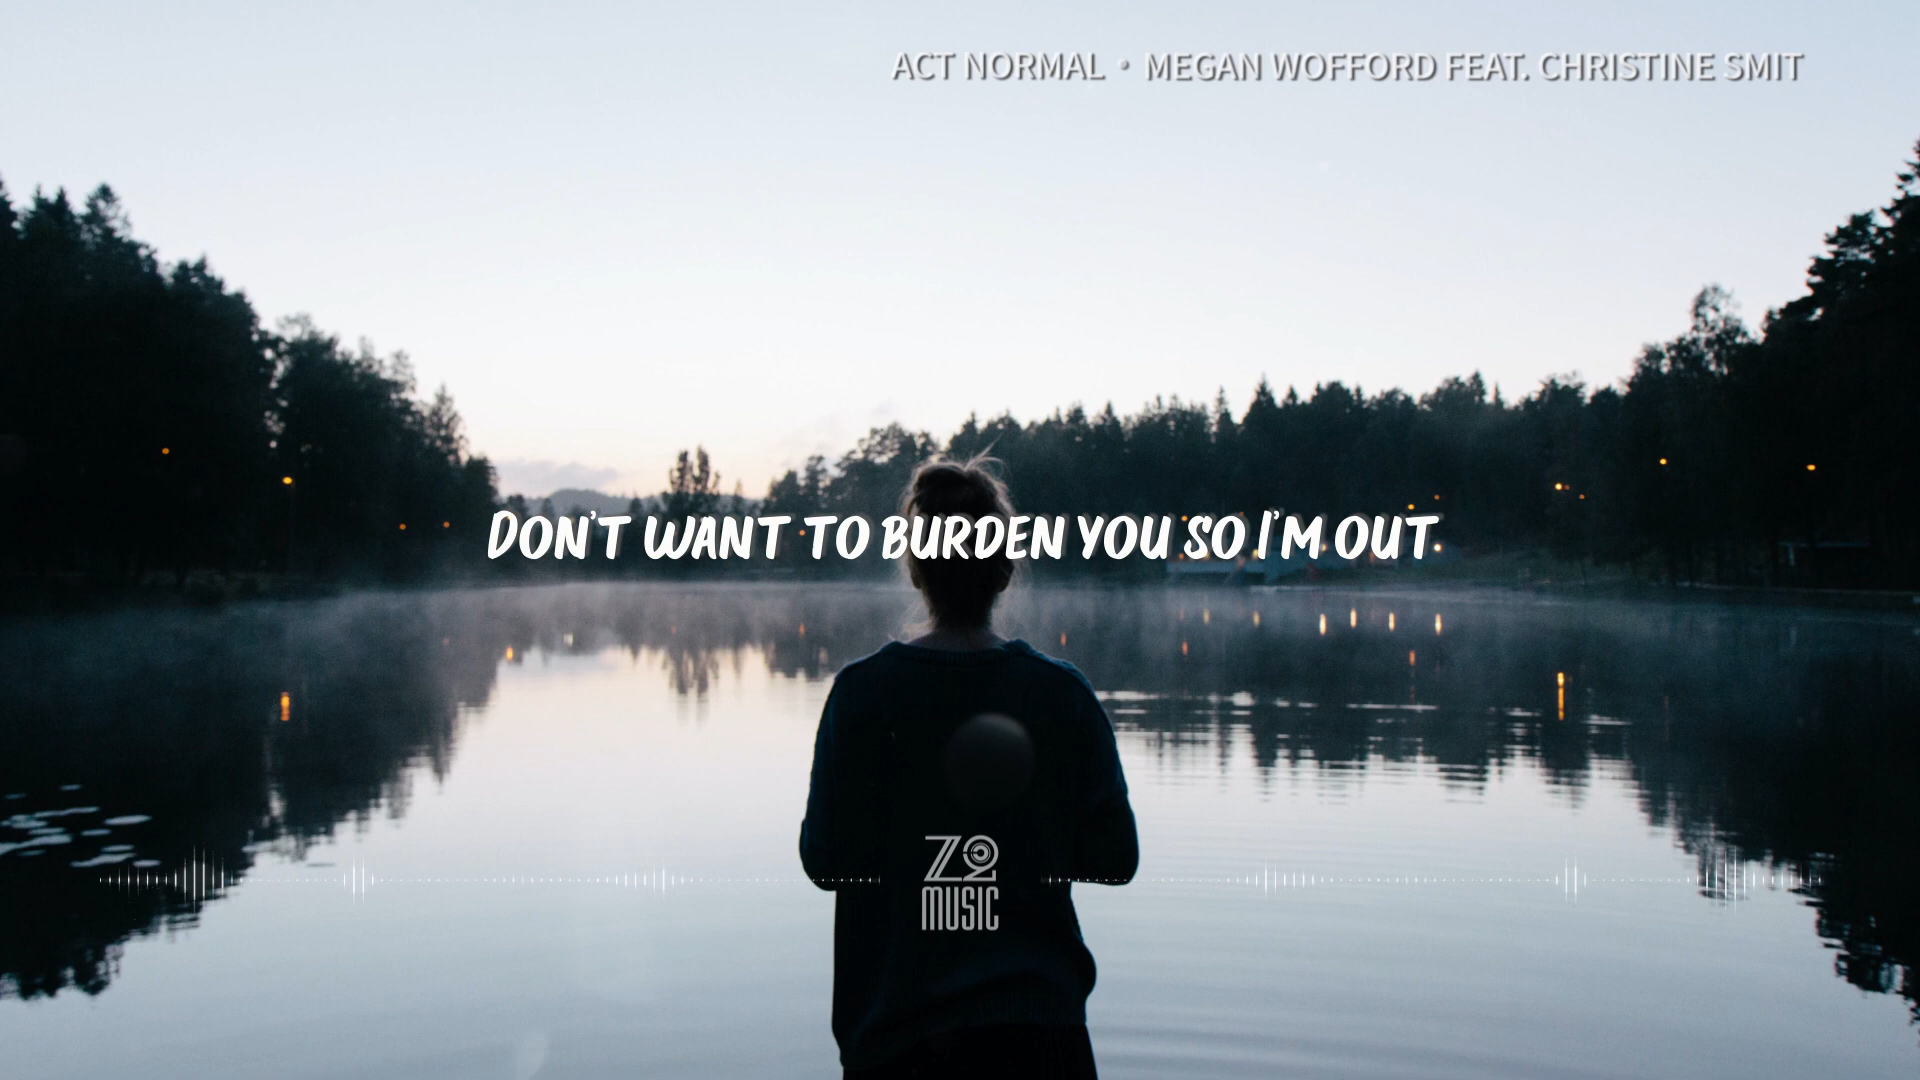 ACT NORMAL • MEGAN WOFFORD FEAT. CHRISTINE SMIT
DON'T WANT TO BURDEN YOU SO I'M OUT
Z2
MUSIC